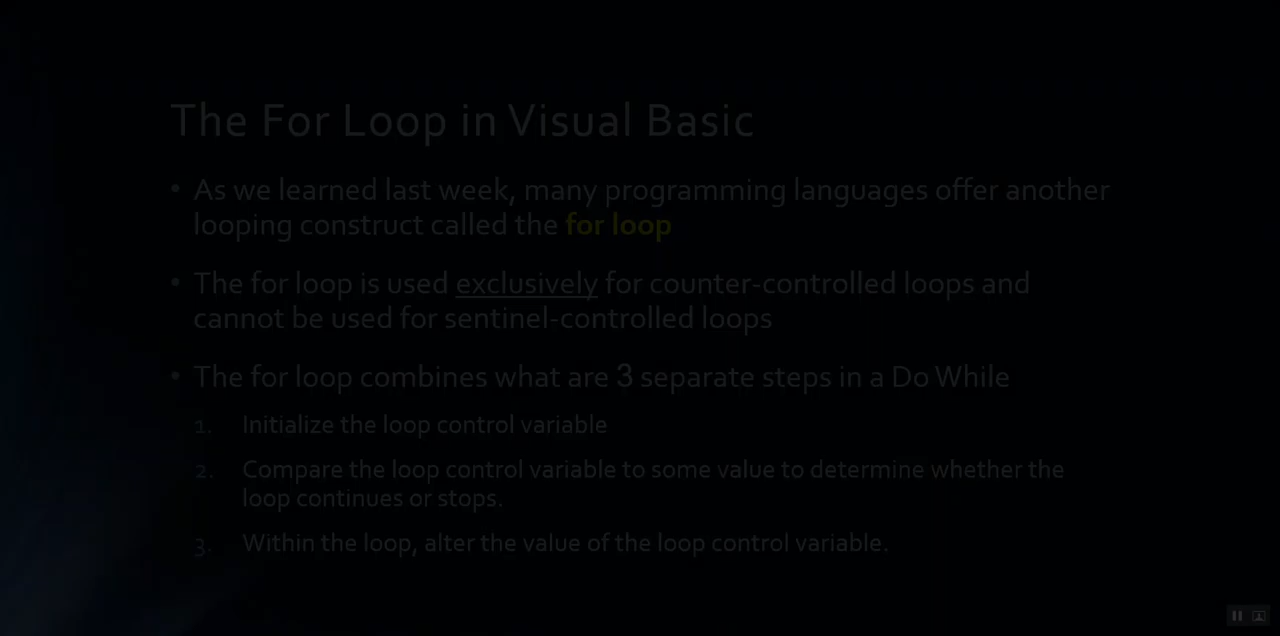 The For Loop in Visual Basic
• As we learned last week, many programming languages offer another
looping construct called the for loop
• The for loop is used exclusively for counter-controlled loops and
cannot be used for sentinel-controlled loops
• The for loop combines what are 3 separate steps in a Do While
1. Initialize the loop control variable
2. Compare the loop control variable to some value to determine whether the
loop continues or stops.
3. Within the loop, alter the value of the loop control variable.